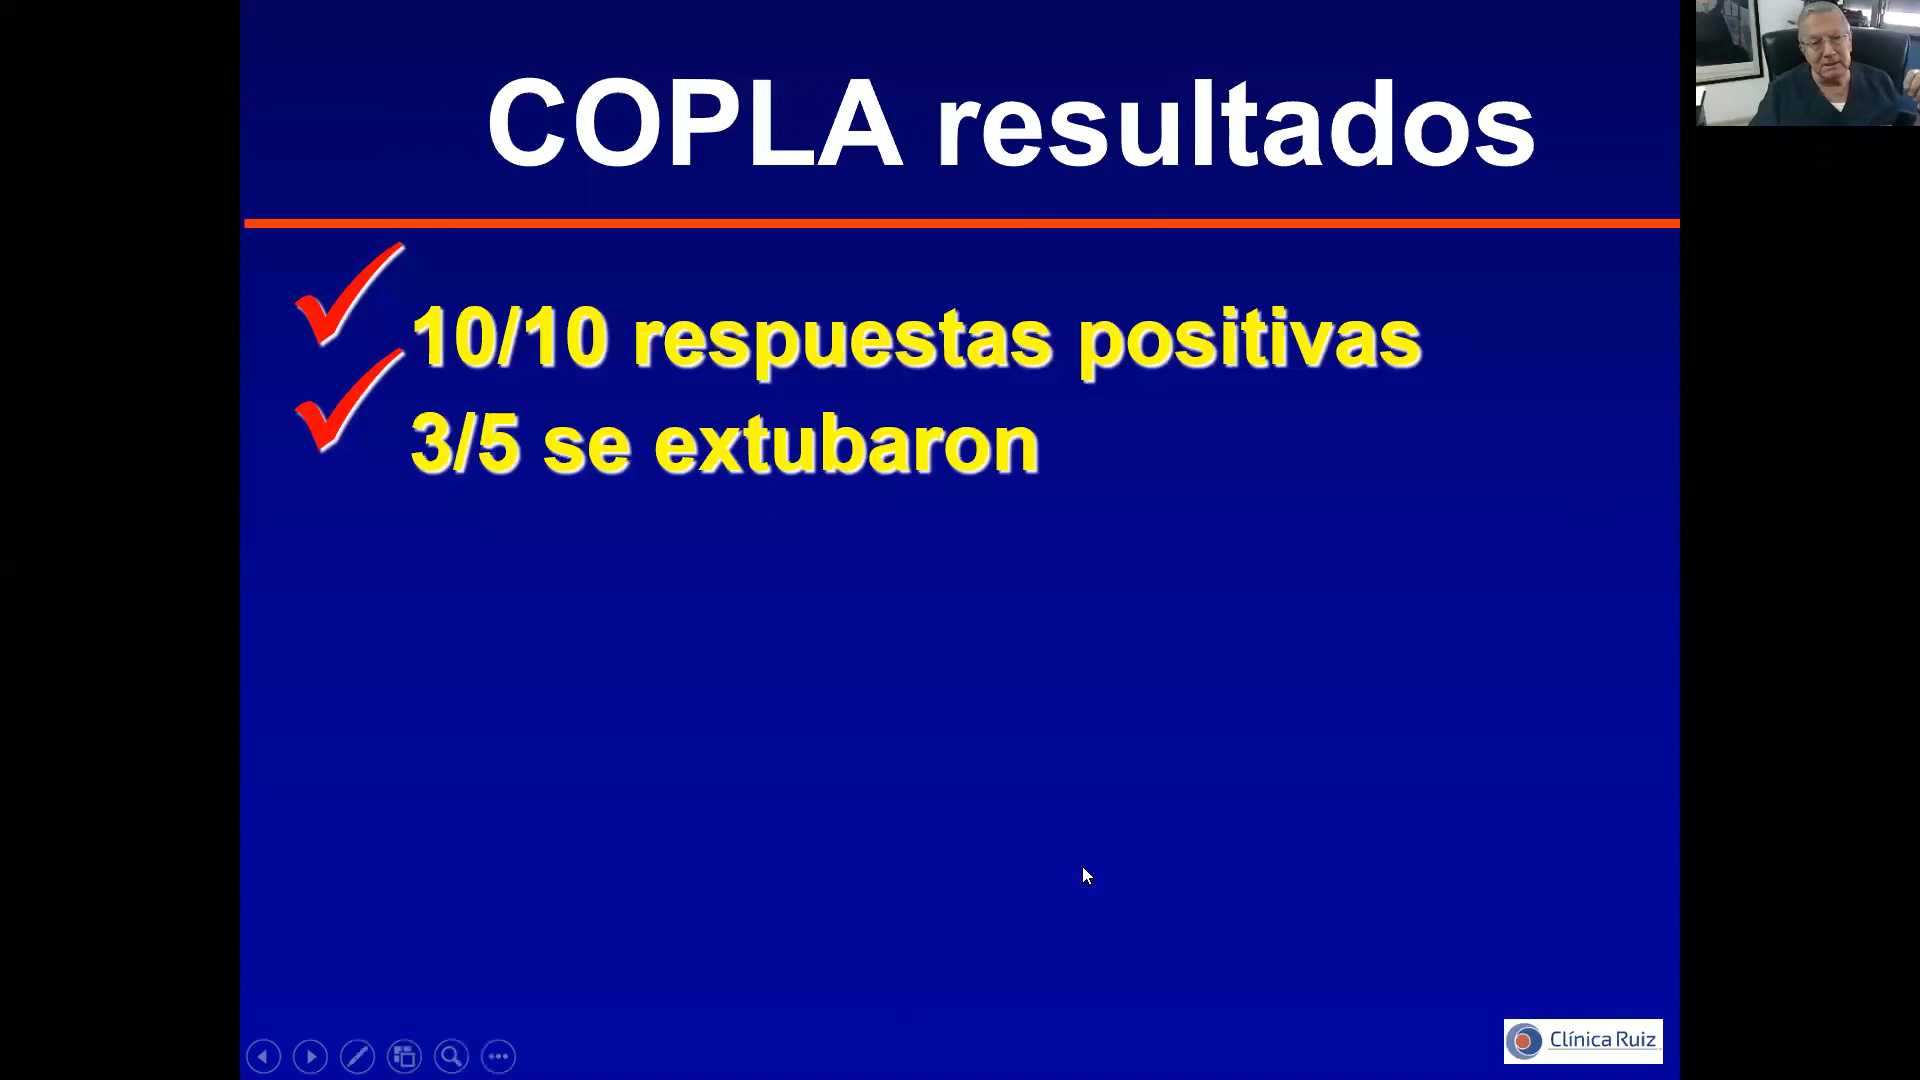 COPLA resultados
10/10 respuestas positivas
3/5 se extubaron
Clínica Ruiz